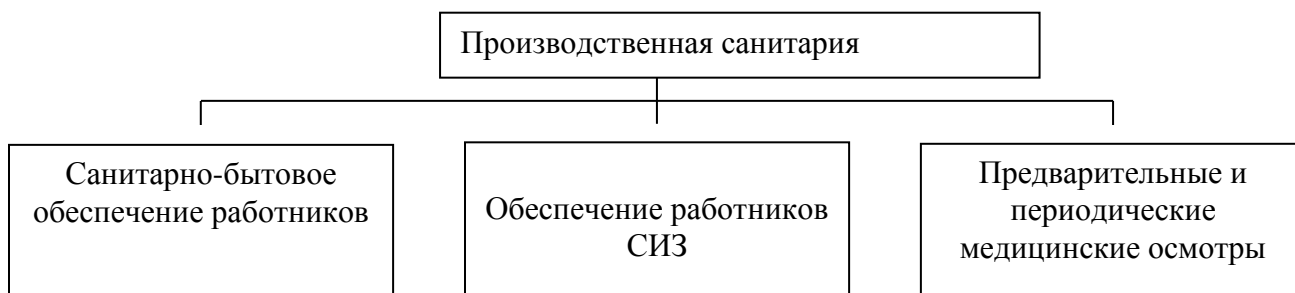 Производственная санитария
Санитарно-бытовое
обеспечение работников
Обеспечение работников
СИЗ
Предварительные и
периодические
медицинские осмотры